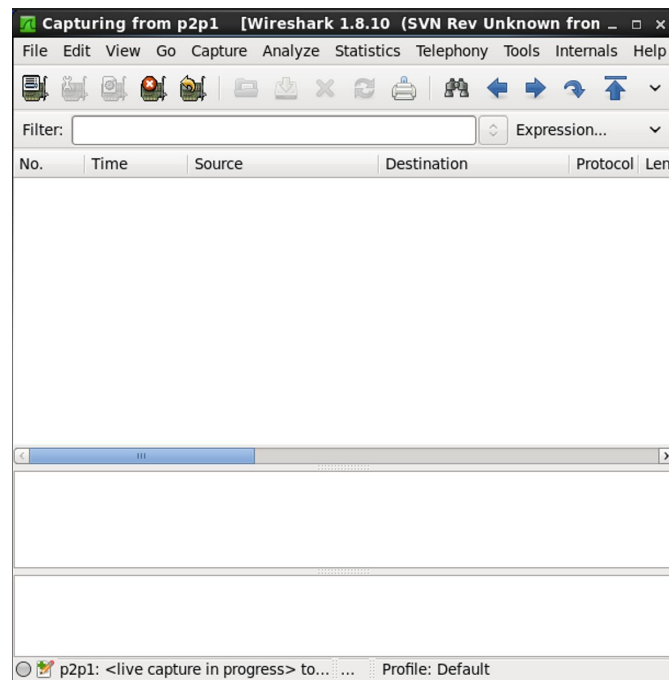 Capturing from p2p1 [Wireshark 1.8.10 (SVN Rev Unknown fron
File Edit View Go Capture Analyze Statistics Telephony Tools Internals Help
Filter: Expression...
No. Time Source Destination Protocol Len
p2p1: <live capture in progress> to... ... Profile: Default